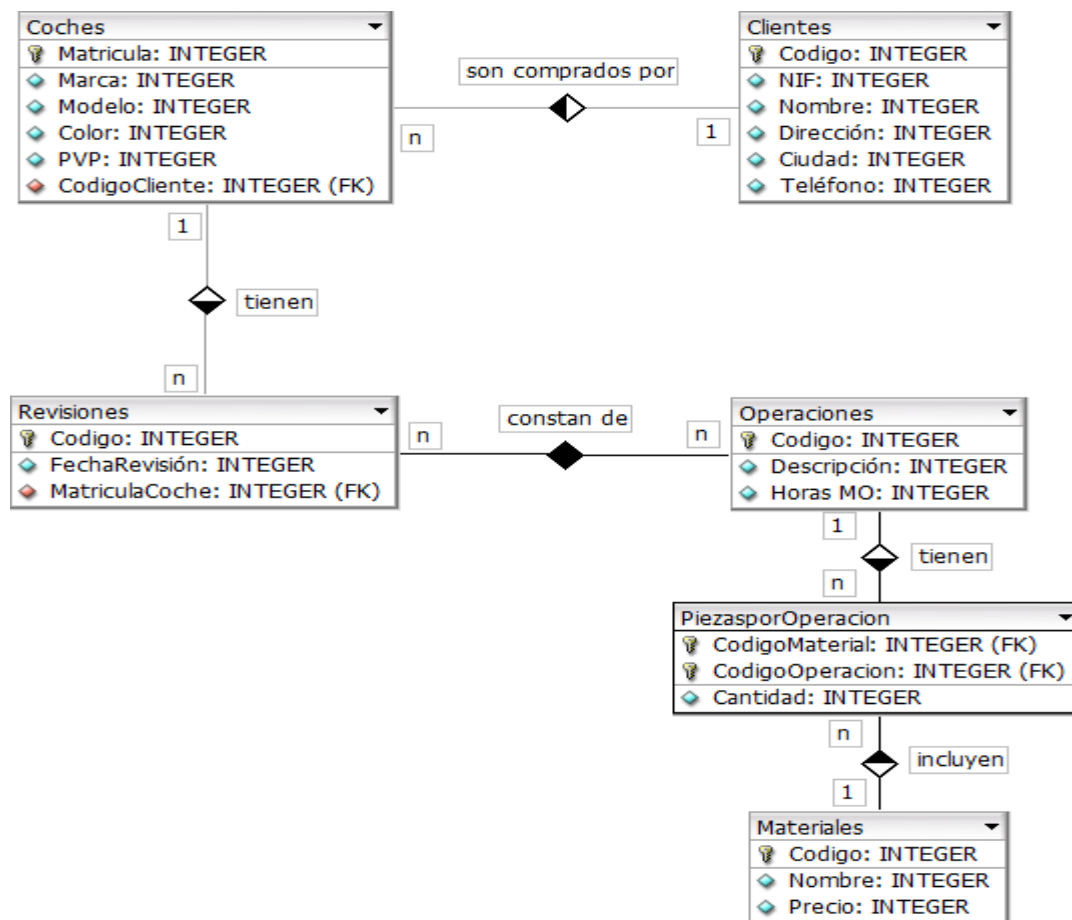 Coches
Matricula: INTEGER
Marca: INTEGER
Modelo: INTEGER
Color: INTEGER
PVP: INTEGER
CodigoCliente: INTEGER (FK)
son comprados por
n
1
Clientes
Codigo: INTEGER
NIF: INTEGER
Nombre: INTEGER
Dirección: INTEGER
Ciudad: INTEGER
Teléfono: INTEGER
1
tienen
n
Revisiones
Codigo: INTEGER
FechaRevisión: INTEGER
MatriculaCoche: INTEGER (FK)
n
constan de
n
Operaciones
Codigo: INTEGER
Descripción: INTEGER
Horas MO: INTEGER
1
tienen
n
PiezasporOperacion
CodigoMaterial: INTEGER (FK)
CodigoOperacion: INTEGER (FK)
Cantidad: INTEGER
n
incluyen
1
Materiales
Codigo: INTEGER
Nombre: INTEGER
Precio: INTEGER